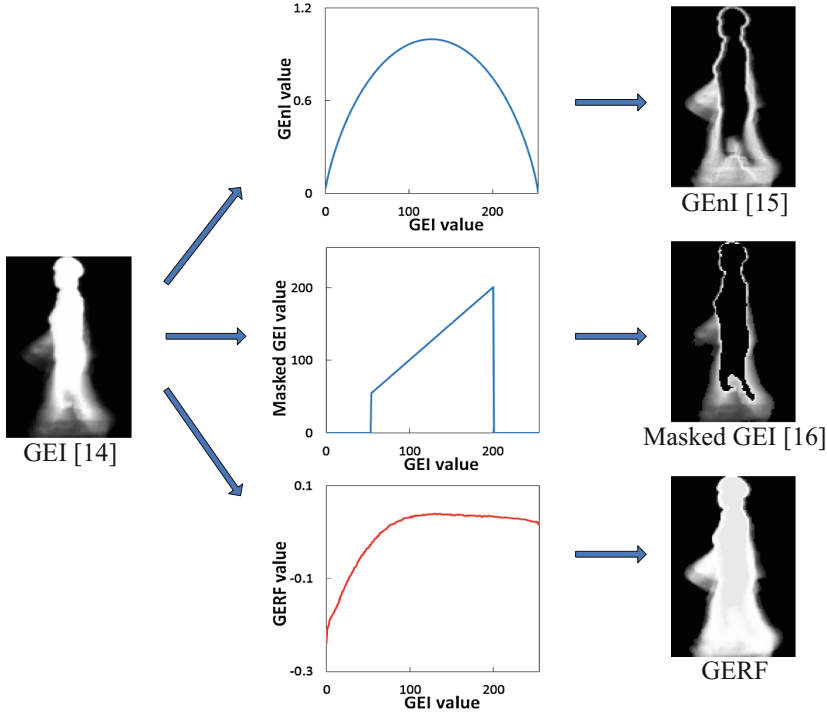 1.2
0.6
0
GEnI value
0 100 200
GEI value
GEnI [15]
GEI [14]
200
100
0
Masked GEI value
0 100 200
GEI value
Masked GEI [16]
0.1
-0.1
-0.3
GERF value
0 100 200
GEI value
GERF